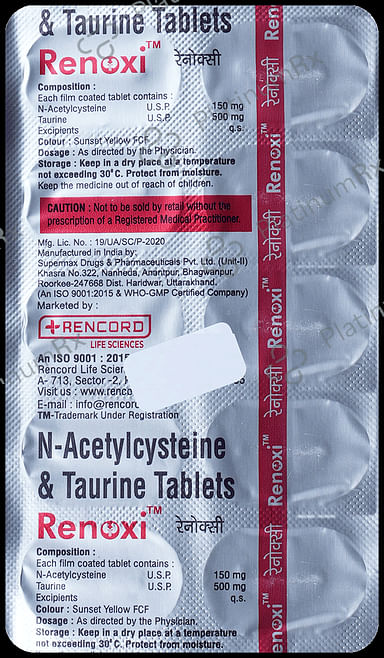 & Taurine Tablets
Renoxi™ रेनोक्सी
Composition :
Each film coated tablet contains :
N-Acetylcysteine U.S.P. 150 mg
Taurine U.S.P. 500 mg
Excipients q.s.
Colour : Sunset Yellow FCF
Dosage : As directed by the Physician.
Storage : Keep in a dry place at a temperature
not exceeding 30°C. Protect from moisture.
Keep the medicine out of reach of children.
CAUTION : Not to be sold by retail without the
prescription of a Registered Medical Practitioner.
Mfg. Lic. No. : 19/UA/SC/P-2020
Manufactured in India by;
Supermax Drugs & Pharmaceuticals Pvt. Ltd. (Unit-II)
Khasra No.322, Nanheda, Anantpur, Bhagwanpur,
Roorkee-247668 Dist. Haridwar, Uttarakhand.
(An ISO 9001:2015 & WHO-GMP Certified Company)
Marketed by :
RENCORD
LIFE SCIENCES
An ISO 9001 : 2015
Rencord Life Scien
A- 713, Sector -2,
Visit us : www.renco
E-mail : info@rencor
TM-Trademark Under Registration
N-Acetylcysteine
& Taurine Tablets
Renoxi™ रेनोक्सी
Composition :
Each film coated tablet contains :
N-Acetylcysteine U.S.P. 150 mg
Taurine U.S.P. 500 mg
Excipients q.s.
Colour : Sunset Yellow FCF
Dosage : As directed by the Physician.
Storage : Keep in a dry place at a temperature
not exceeding 30°C. Protect from moisture.
Ren
रेनोक्सी
Renoxi™
रेनोक्सी
Renoxi™
रेनोक्सी
Renoxi™
रेनोक्सी
enoxi™